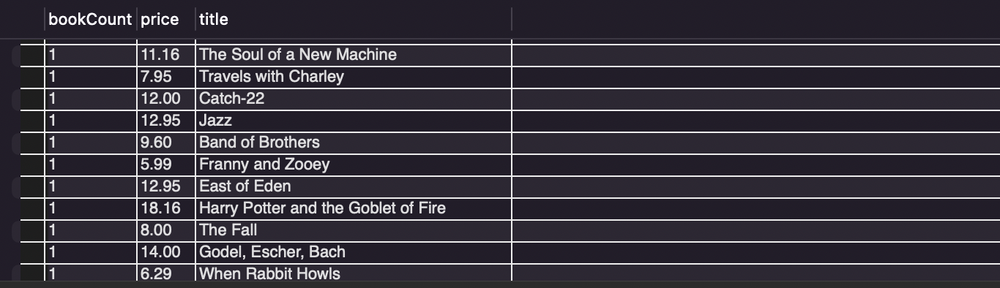 bookCount price title
1 11.16 The Soul of a New Machine
1 7.95 Travels with Charley
1 12.00 Catch-22
1 12.95 Jazz
1 9.60 Band of Brothers
1 5.99 Franny and Zooey
1 12.95 East of Eden
1 18.16 Harry Potter and the Goblet of Fire
1 8.00 The Fall
1 14.00 Godel, Escher, Bach
1 6.29 When Rabbit Howls